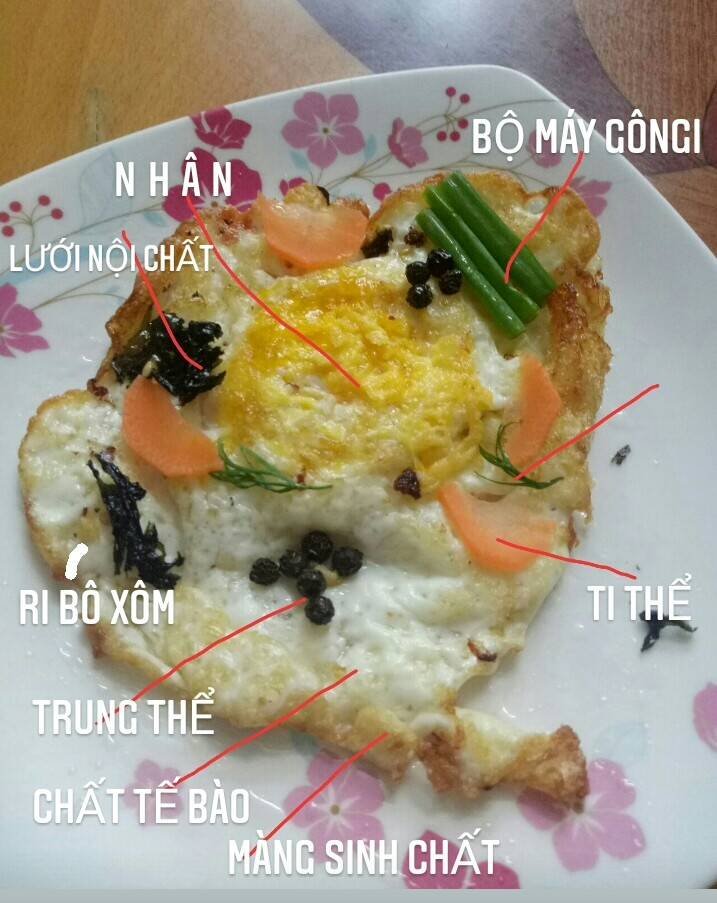 BỘ MÁY GÔNGI
NHÂN
LƯỚI NỘI CHẤT
RI BÔ XÔM
TI THỂ
TRUNG THỂ
CHẤT TẾ BÀO
MÀNG SINH CHẤT